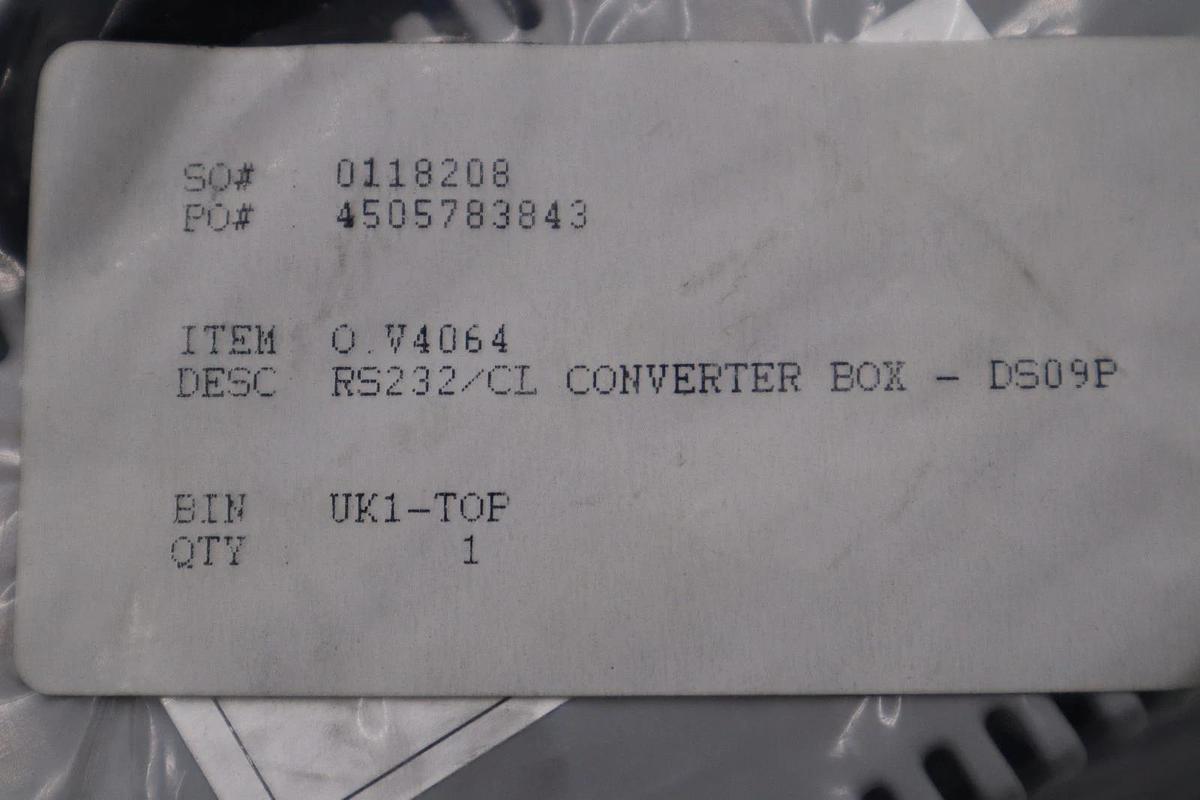 SO# 0118208
PO# 4505783843
ITEM O.V4064
DESC RS232/CL CONVERTER BOX - DS09P
BIN UK1-TOP
QTY 1